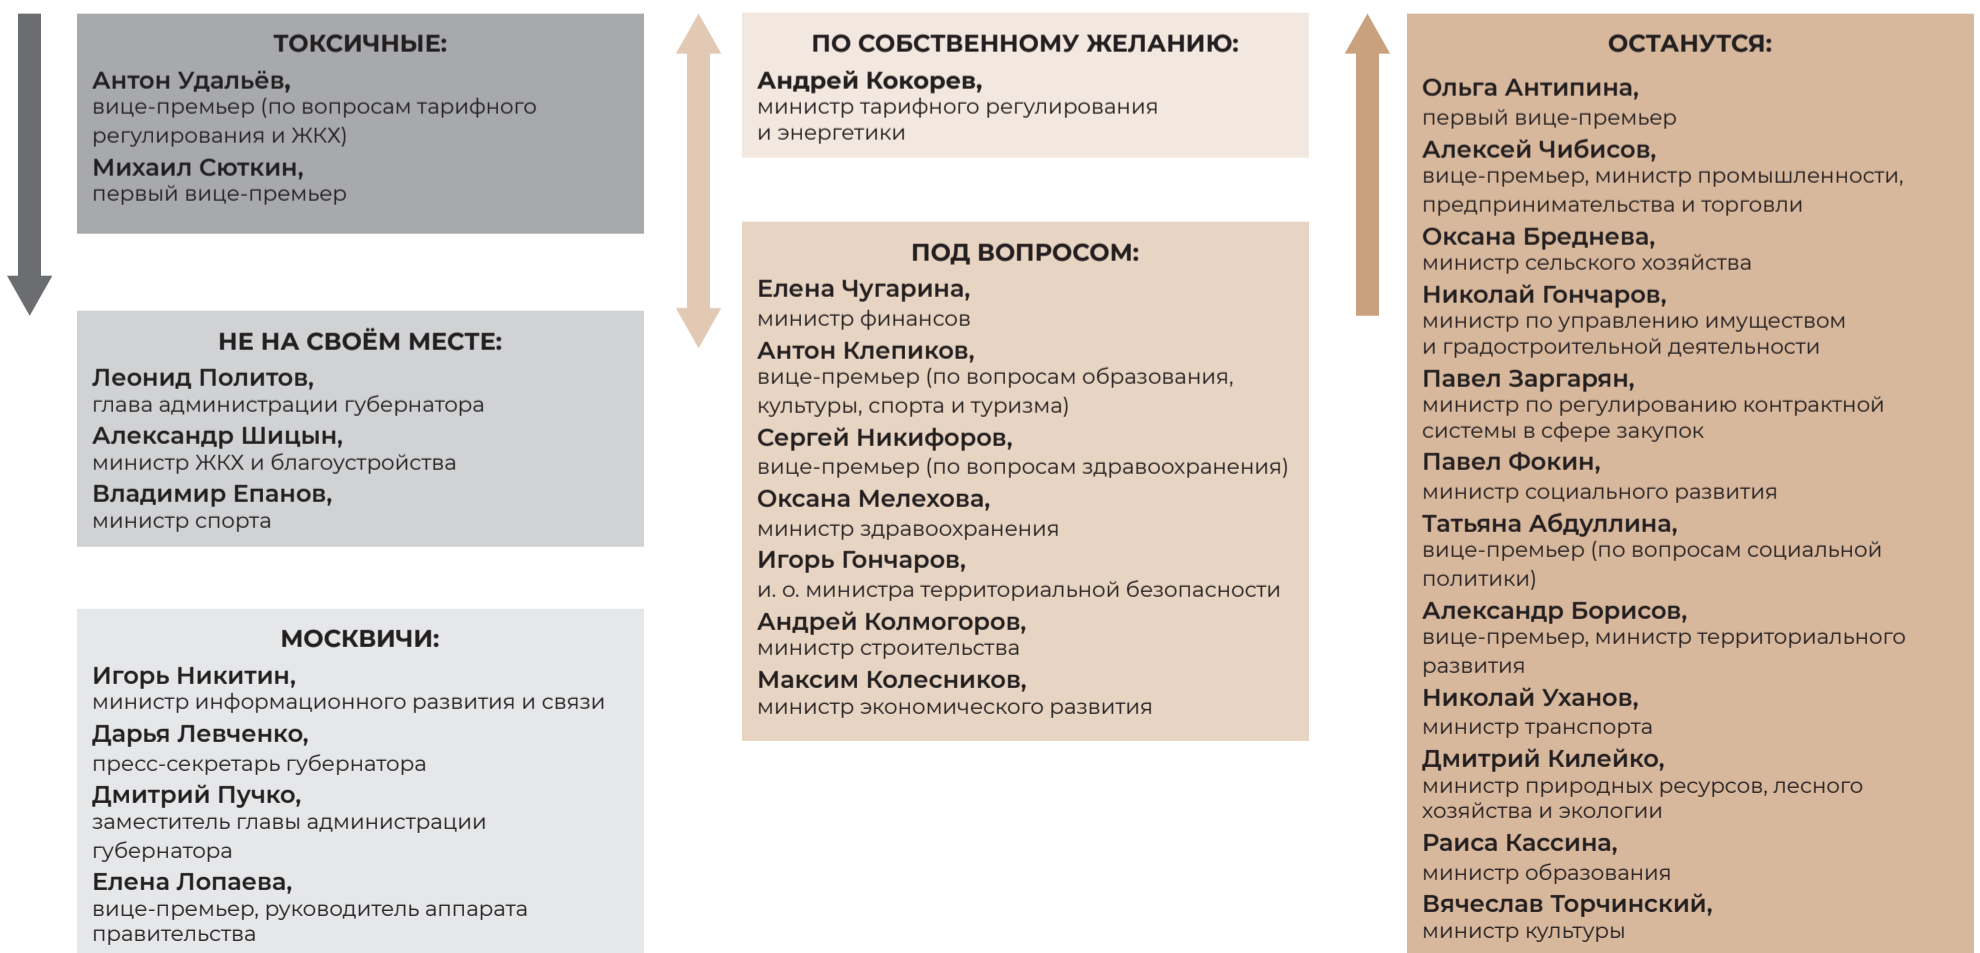 ТОКСИЧНЫЕ:
Антон Удальёв,
вице-премьер (по вопросам тарифного
регулирования и ЖКХ)
Михаил Сюткин,
первый вице-премьер
НЕ НА СВОЁМ МЕСТЕ:
Леонид Политов,
глава администрации губернатора
Александр Шицын,
министр ЖКХ и благоустройства
Владимир Епанов,
министр спорта
МОСКВИЧИ:
Игорь Никитин,
министр информационного развития и связи
Дарья Левченко,
пресс-секретарь губернатора
Дмитрий Пучко,
заместитель главы администрации
губернатора
Елена Лопаева,
вице-премьер, руководитель аппарата
правительства
ПО СОБСТВЕННОМУ ЖЕЛАНИЮ:
Андрей Кокорев,
министр тарифного регулирования
и энергетики
ПОД ВОПРОСОМ:
Елена Чугарина,
министр финансов
Антон Клепиков,
вице-премьер (по вопросам образования,
культуры, спорта и туризма)
Сергей Никифоров,
вице-премьер (по вопросам здравоохранения)
Оксана Мелехова,
министр здравоохранения
Игорь Гончаров,
и. о. министра территориальной безопасности
Андрей Колмогоров,
министр строительства
Максим Колесников,
министр экономического развития
ОСТАНУТСЯ:
Ольга Антипина,
первый вице-премьер
Алексей Чибисов,
вице-премьер, министр промышленности,
предпринимательства и торговли
Оксана Бреднева,
министр сельского хозяйства
Николай Гончаров,
министр по управлению имуществом
и градостроительной деятельности
Павел Заргарян,
министр по регулированию контрактной
системы в сфере закупок
Павел Фокин,
министр социального развития
Татьяна Абдуллина,
вице-премьер (по вопросам социальной
политики)
Александр Борисов,
вице-премьер, министр территориального
развития
Николай Уханов,
министр транспорта
Дмитрий Килейко,
министр природных ресурсов, лесного
хозяйства и экологии
Раиса Кассина,
министр образования
Вячеслав Торчинский,
министр культуры